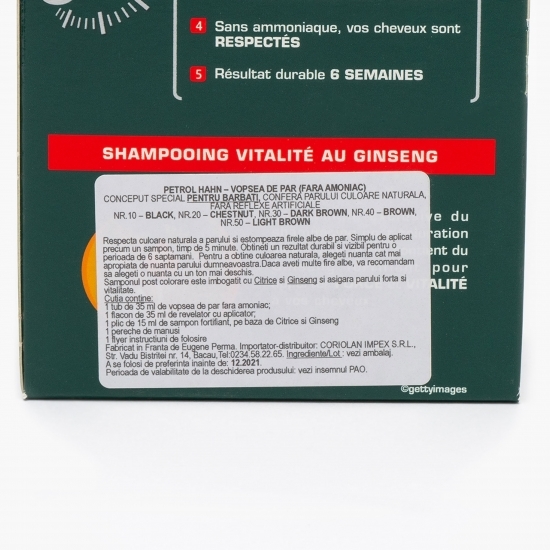 4 Sans ammoniaque, vos cheveux sont
RESPECTÉS
5 Résultat durable 6 SEMAINES
SHAMPOOING VITALITÉ AU GINSENG
PETROL HAHN – VOPSEA DE PAR (FARA AMONIAC)
CONCEPUT SPECIAL PENTRU BARBATI, CONFERA PARULUI CULOARE NATURALA,
FARA REFLEXE ARTIFICIALE
NR.10 – BLACK, NR.20 – CHESTNUT, NR.30 – DARK BROWN, NR.40 – BROWN,
NR.50 – LIGHT BROWN
Respecta culoare naturala a parului si estompeaza firele albe de par. Simplu de aplicat
precum un sampon, timp de 5 minute. Obtineti un rezultat durabil si vizibil pentru o
perioada de 6 saptamani. Pentru a obtine culoarea naturala, alegeti nuanta cat mai
apropiata de nuanta parului dumneavoastra.Daca aveti multe fire albe, va recomandam
sa alegeti o nuanta cu un ton mai deschis.
Samponul post colorare este imbogatit cu Citrice si Ginseng si asigara parului forta si
vitalitate.
Cutia contine:
1 tub de 35 ml de vopsea de par fara amoniac;
1 flacon de 35 ml de revelator cu aplicator;
1 plic de 15 ml de sampon fortifiant, pe baza de Citrice si Ginseng
1 pereche de manusi
1 flyer instructiuni de folosire
Fabricat in Franta de Eugene Perma. Importator-distribuitor: CORIOLAN IMPEX S.R.L.,
Str. Vadu Bistritei nr. 14, Bacau,Tel:0234.58.22.65. Ingrediente/Lot : vezi ambalaj.
A se folosi de preferinta inainte de: 12.2021.
Perioada de valabilitate de la deschiderea produsului: vezi insemnul PAO.
ve du
ration
ent du
pour
VITALITÉ
©gettyimages